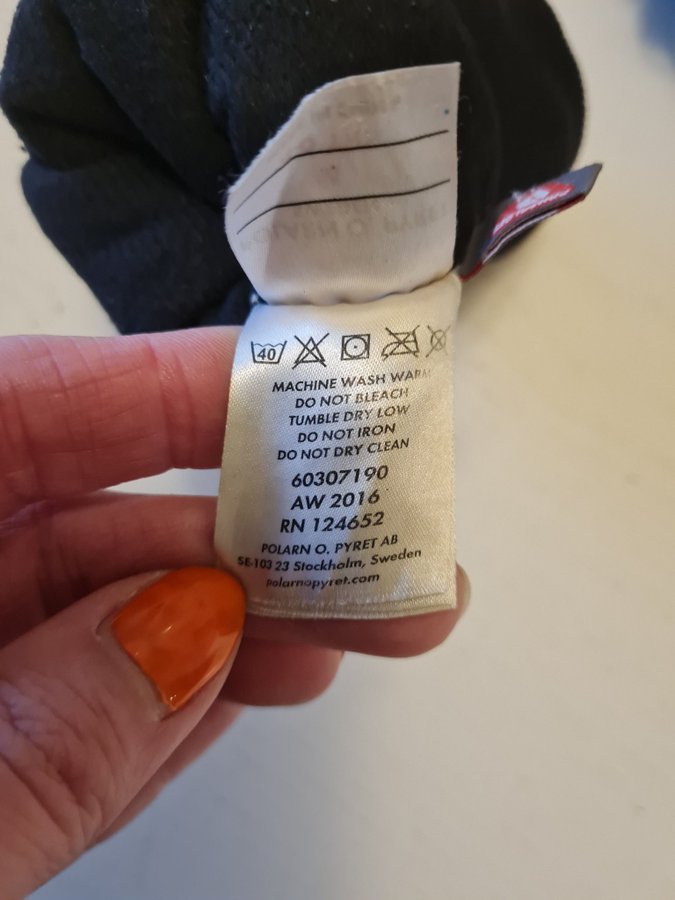 40
MACHINE WASH WARM
DO NOT BLEACH
TUMBLE DRY LOW
DO NOT IRON
DO NOT DRY CLEAN
60307190
AW 2016
RN 124652
POLARN O. PYRET AB
SE-103 23 Stockholm, Sweden
polarnopyret.com